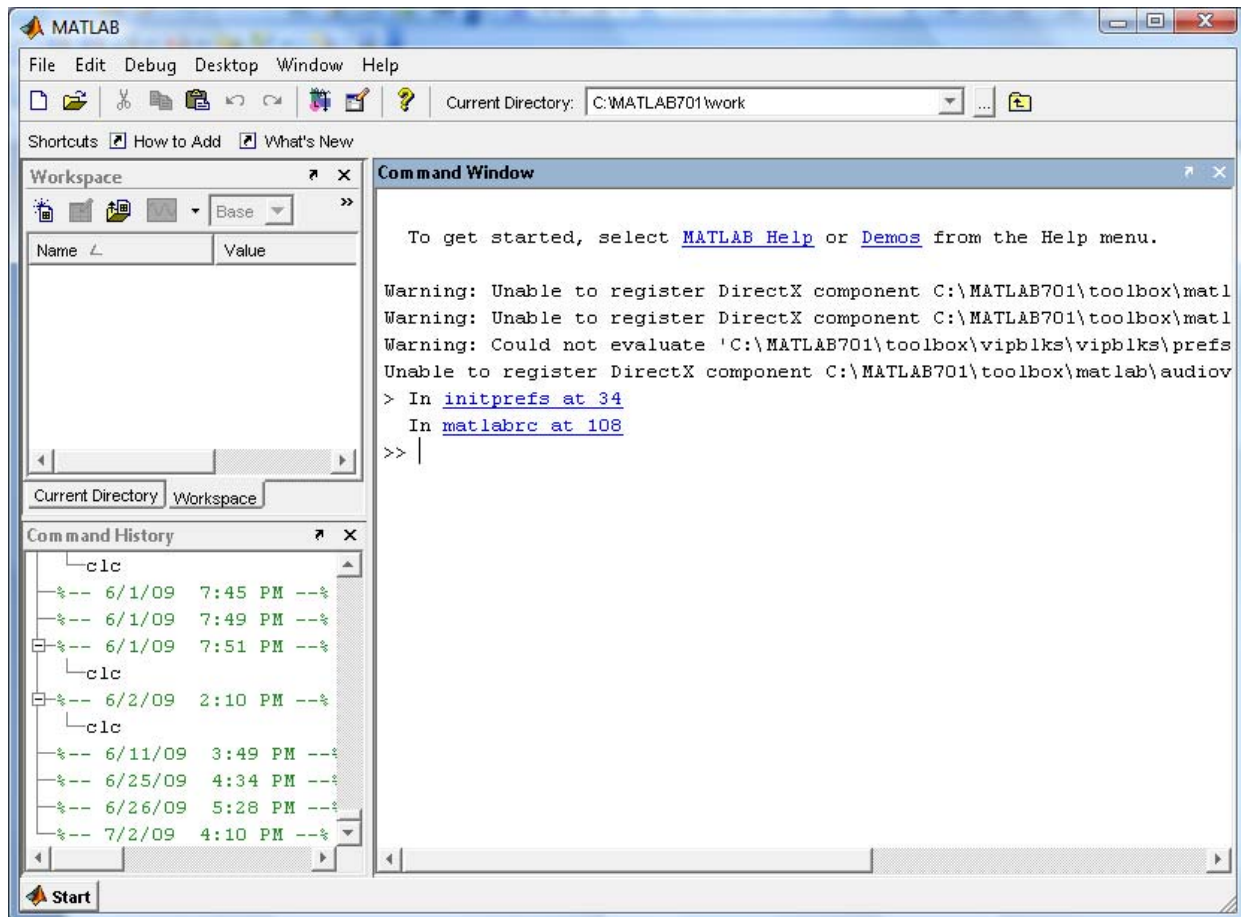 MATLAB
File Edit Debug Desktop Window Help
Current Directory: C:\MATLAB701\work ...
Shortcuts How to Add What's New
Workspace
Base »
Name Value
Current Directory Workspace
Command History
clc
%-- 6/1/09 7:45 PM --%
%-- 6/1/09 7:49 PM --%
%-- 6/1/09 7:51 PM --%
clc
%-- 6/2/09 2:10 PM --%
clc
%-- 6/11/09 3:49 PM --%
%-- 6/25/09 4:34 PM --%
%-- 6/26/09 5:28 PM --%
%-- 7/2/09 4:10 PM --%
Command Window
To get started, select MATLAB Help or Demos from the Help menu.
Warning: Unable to register DirectX component C:\MATLAB701\toolbox\matl
Warning: Unable to register DirectX component C:\MATLAB701\toolbox\matl
Warning: Could not evaluate 'C:\MATLAB701\toolbox\vipblks\vipblks\prefs
Unable to register DirectX component C:\MATLAB701\toolbox\matlab\audiov
> In initprefs at 34
In matlabrc at 108
>>
Start